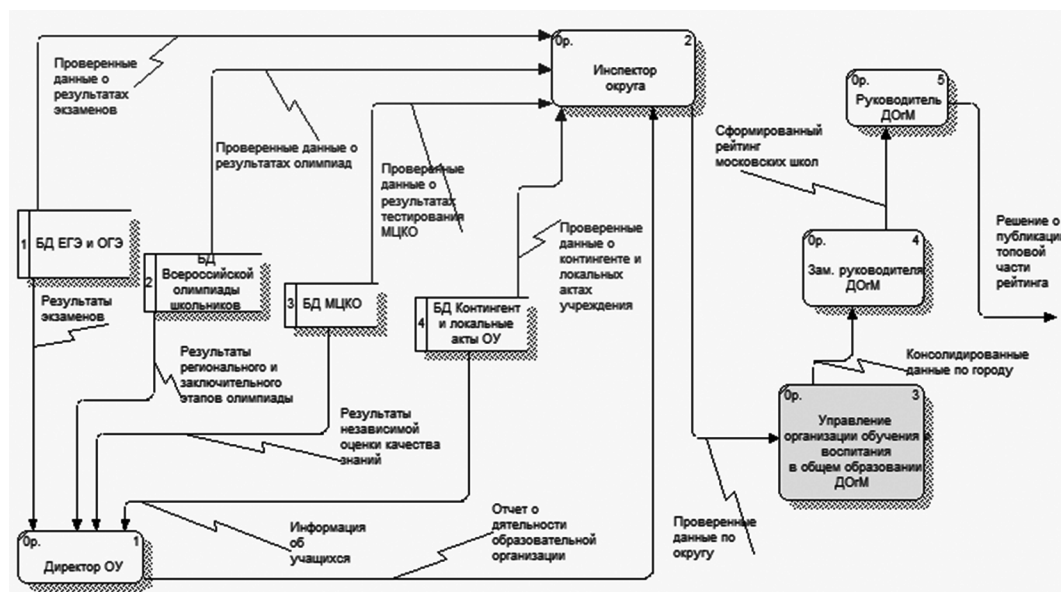 Проверенные
данные о
результатах
экзаменов
0р.
2
Инспектор
округа
0р.
5
Руководитель
ДОгМ
Проверенные данные о
результатах олимпиад
Проверенные
данные о
результатах
тестирования
МЦКО
Сформированный
рейтинг
московских школ
1
БД ЕГЭ и ОГЭ
2
БД
Всероссийской
олимпиады
школьников
3
БД МЦКО
4
БД Контингент
и локальные
акты ОУ
Проверенные
данные о
контингенте и
локальных
актах
учреждения
0р.
4
Зам. руководителя
ДОгМ
Решение о
публикации
топовой
части
рейтинга
Результаты
экзаменов
Результаты
регионального и
заключительного
этапов олимпиады
Консолидированные
данные по городу
0р.
3
Управление
организации обучения
воспитания
в общем образовании
ДОгМ
Результаты
независимой
оценки качества
знаний
Информация
об
учащихся
Отчет о
дятельности
образовательной
организации
Проверенные
данные по
округу
0р.
1
Директор ОУ